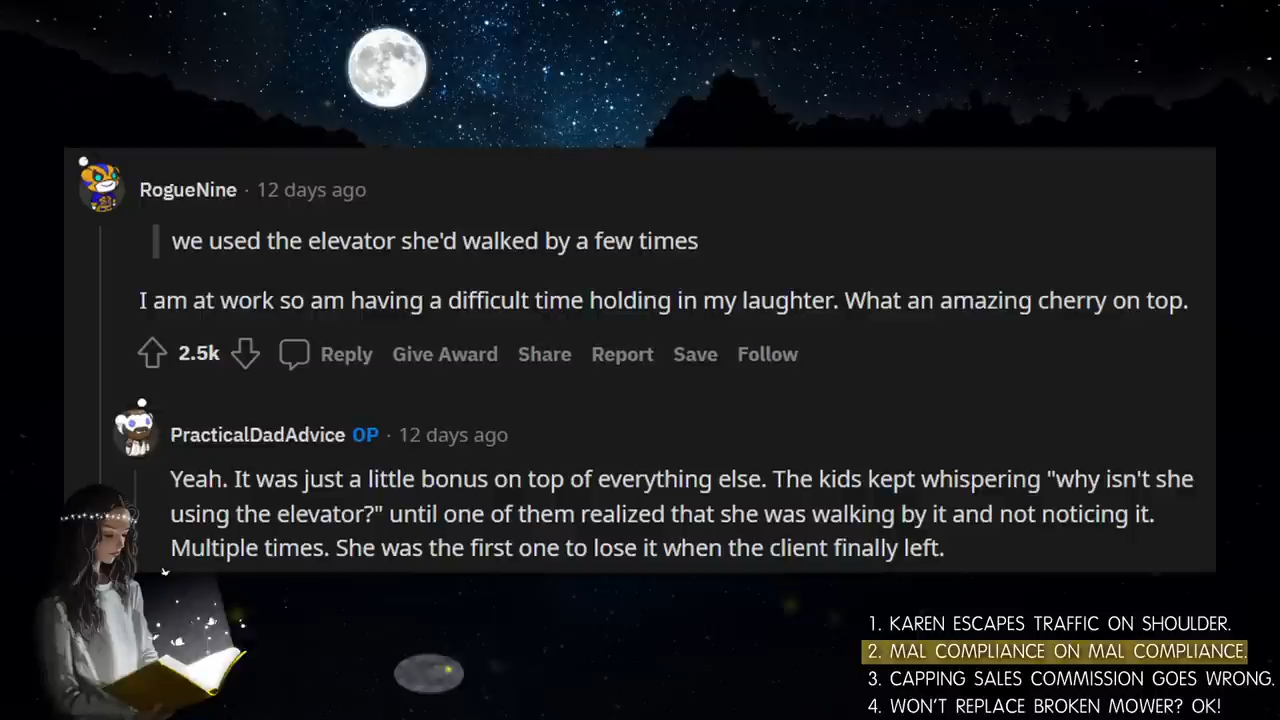 RogueNine · 12 days ago
we used the elevator she'd walked by a few times
I am at work so am having a difficult time holding in my laughter. What an amazing cherry on top.
2.5k Reply Give Award Share Report Save Follow
PracticalDadAdvice OP · 12 days ago
Yeah. It was just a little bonus on top of everything else. The kids kept whispering "why isn't she
using the elevator?" until one of them realized that she was walking by it and not noticing it.
Multiple times. She was the first one to lose it when the client finally left.
1. KAREN ESCAPES TRAFFIC ON SHOULDER.
2. MAL COMPLIANCE ON MAL COMPLIANCE.
3. CAPPING SALES COMMISSION GOES WRONG.
4. WON'T REPLACE BROKEN MOWER? OK!